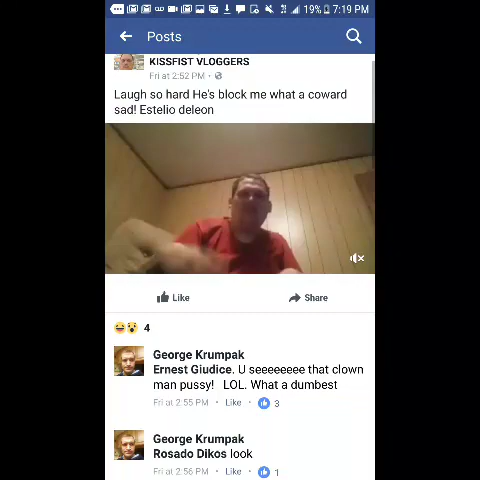 19% 7:19 PM
Posts
KISSFIST VLOGGERS
Fri at 2:52 PM •
Laugh so hard He's block me what a coward
sad! Estelio deleon
Like Share
4
George Krumpak
Ernest Giudice. U seeeeeeee that clown
man pussy! LOL. What a dumbest
Fri at 2:55 PM • Like • 3
George Krumpak
Rosado Dikos look
Fri at 2:56 PM • Like • 1